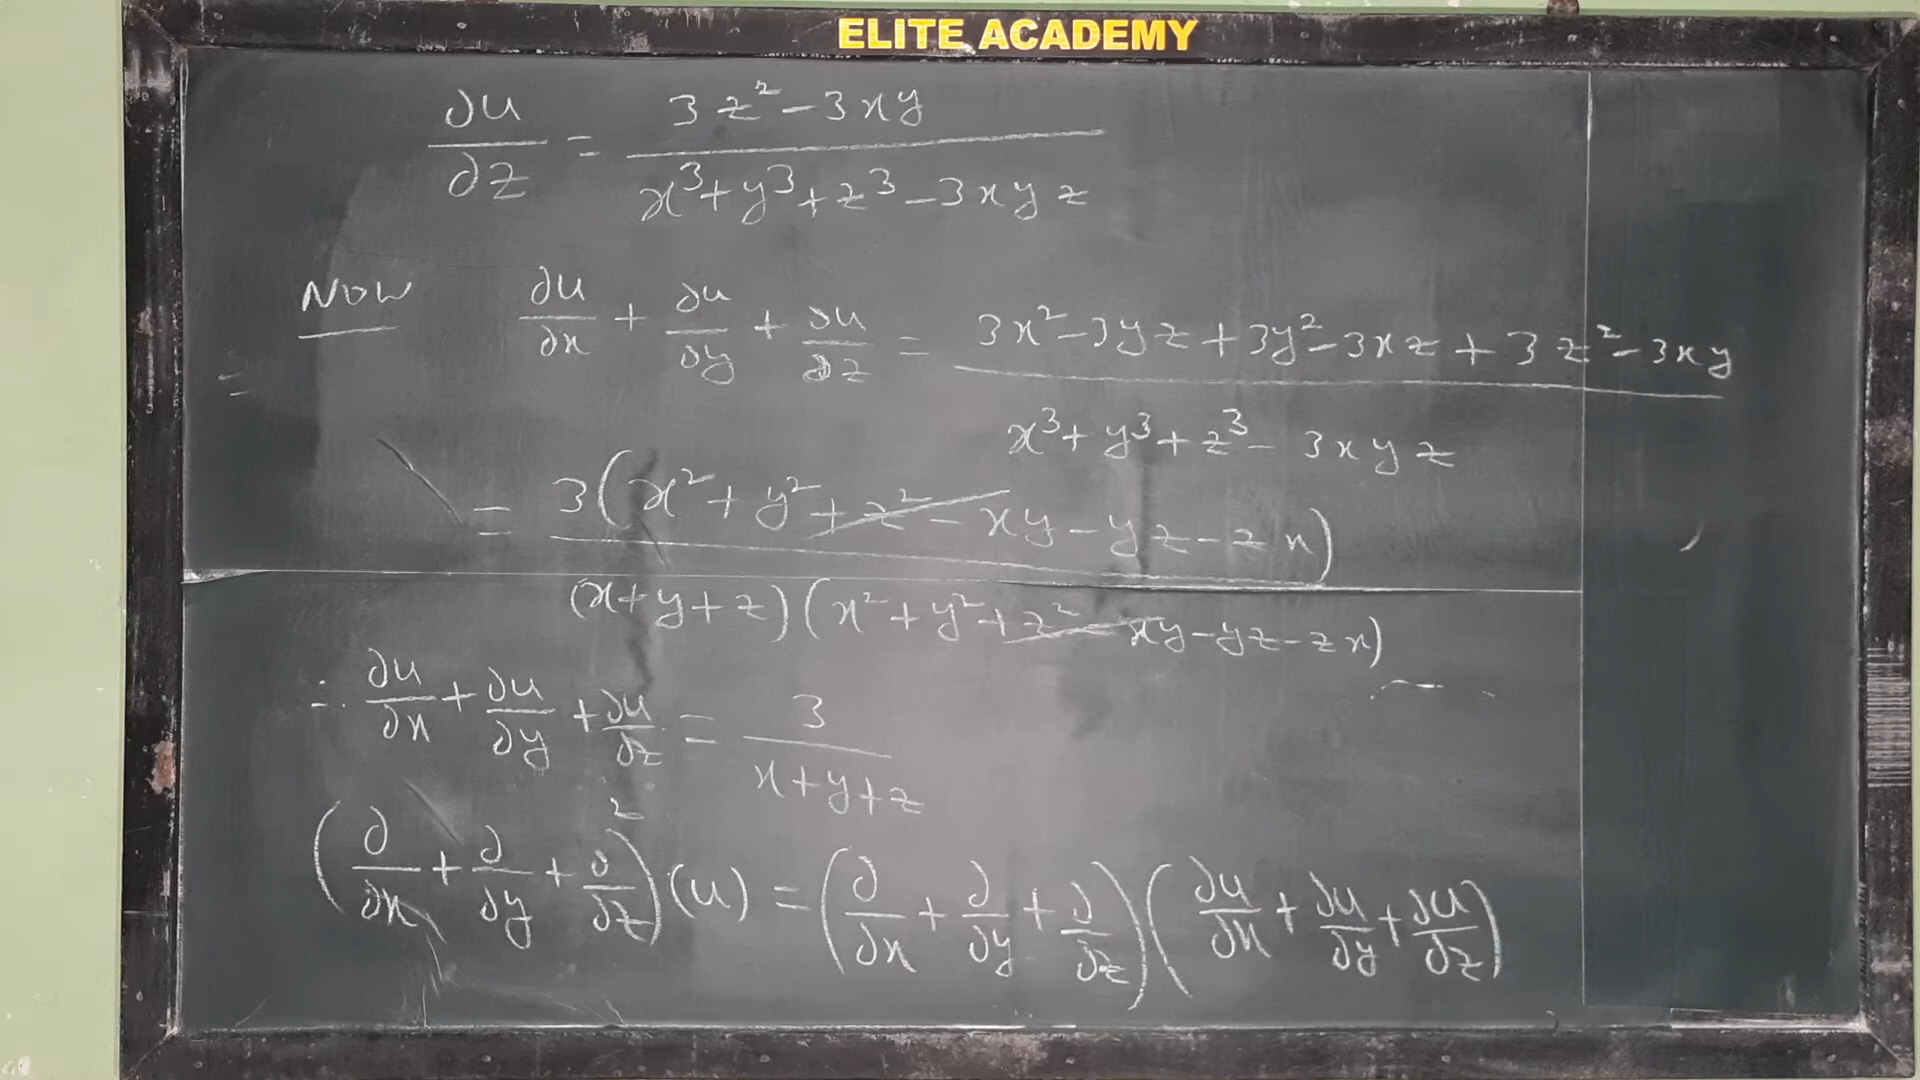 ELITE ACADEMY
∂u/∂z = (3z² - 3xy)/(x³ + y³ + z³ - 3xyz)
Now ∂u/∂x + ∂u/∂y + ∂u/∂z = (3x² - 3yz + 3y² - 3xz + 3z² - 3xy)/(x³ + y³ + z³ - 3xyz)
=
= 3(x² + y² + z² - xy - yz - zx)/(x+y+z)(x² + y² + z² - xy - yz - zx)
∴ ∂u/∂x + ∂u/∂y + ∂u/∂z = 3/(x+y+z)
(∂/∂x + ∂/∂y + ∂/∂z)² (u) = (∂/∂x + ∂/∂y + ∂/∂z)(∂u/∂x + ∂u/∂y + ∂u/∂z)